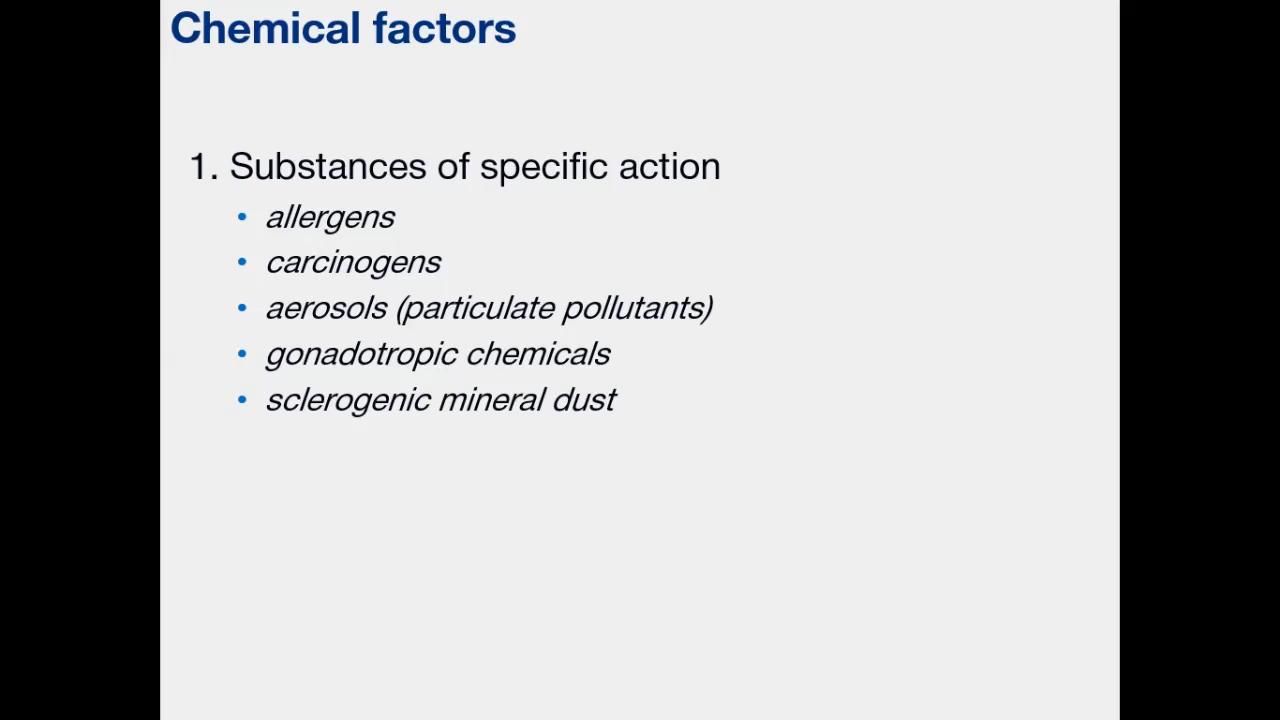 Chemical factors
1. Substances of specific action
• allergens
• carcinogens
• aerosols (particulate pollutants)
• gonadotropic chemicals
• sclerogenic mineral dust